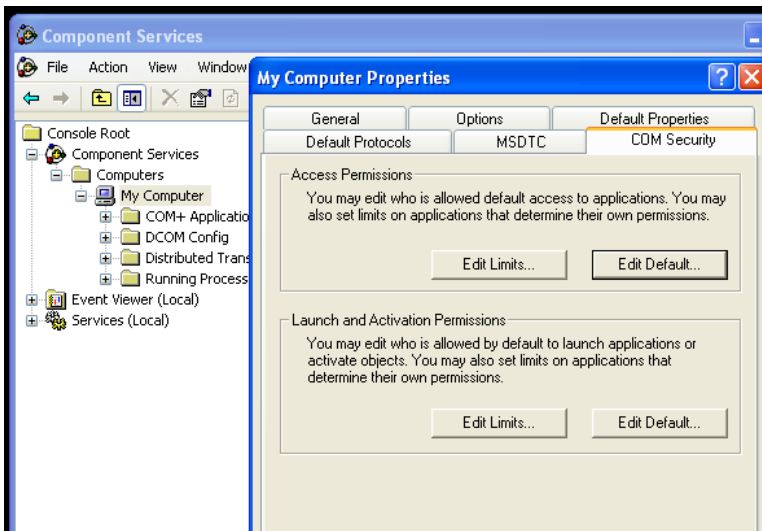 Component Services
File Action View Window
My Computer Properties
General Options Default Properties
Default Protocols MSDTC COM Security
Console Root
Component Services
Computers
My Computer
COM+ Applicatio
DCOM Config
Distributed Trans
Running Process
Event Viewer (Local)
Services (Local)
Access Permissions
You may edit who is allowed default access to applications. You may
also set limits on applications that determine their own permissions.
Edit Limits... Edit Default...
Launch and Activation Permissions
You may edit who is allowed by default to launch applications or
activate objects. You may also set limits on applications that
determine their own permissions.
Edit Limits... Edit Default...